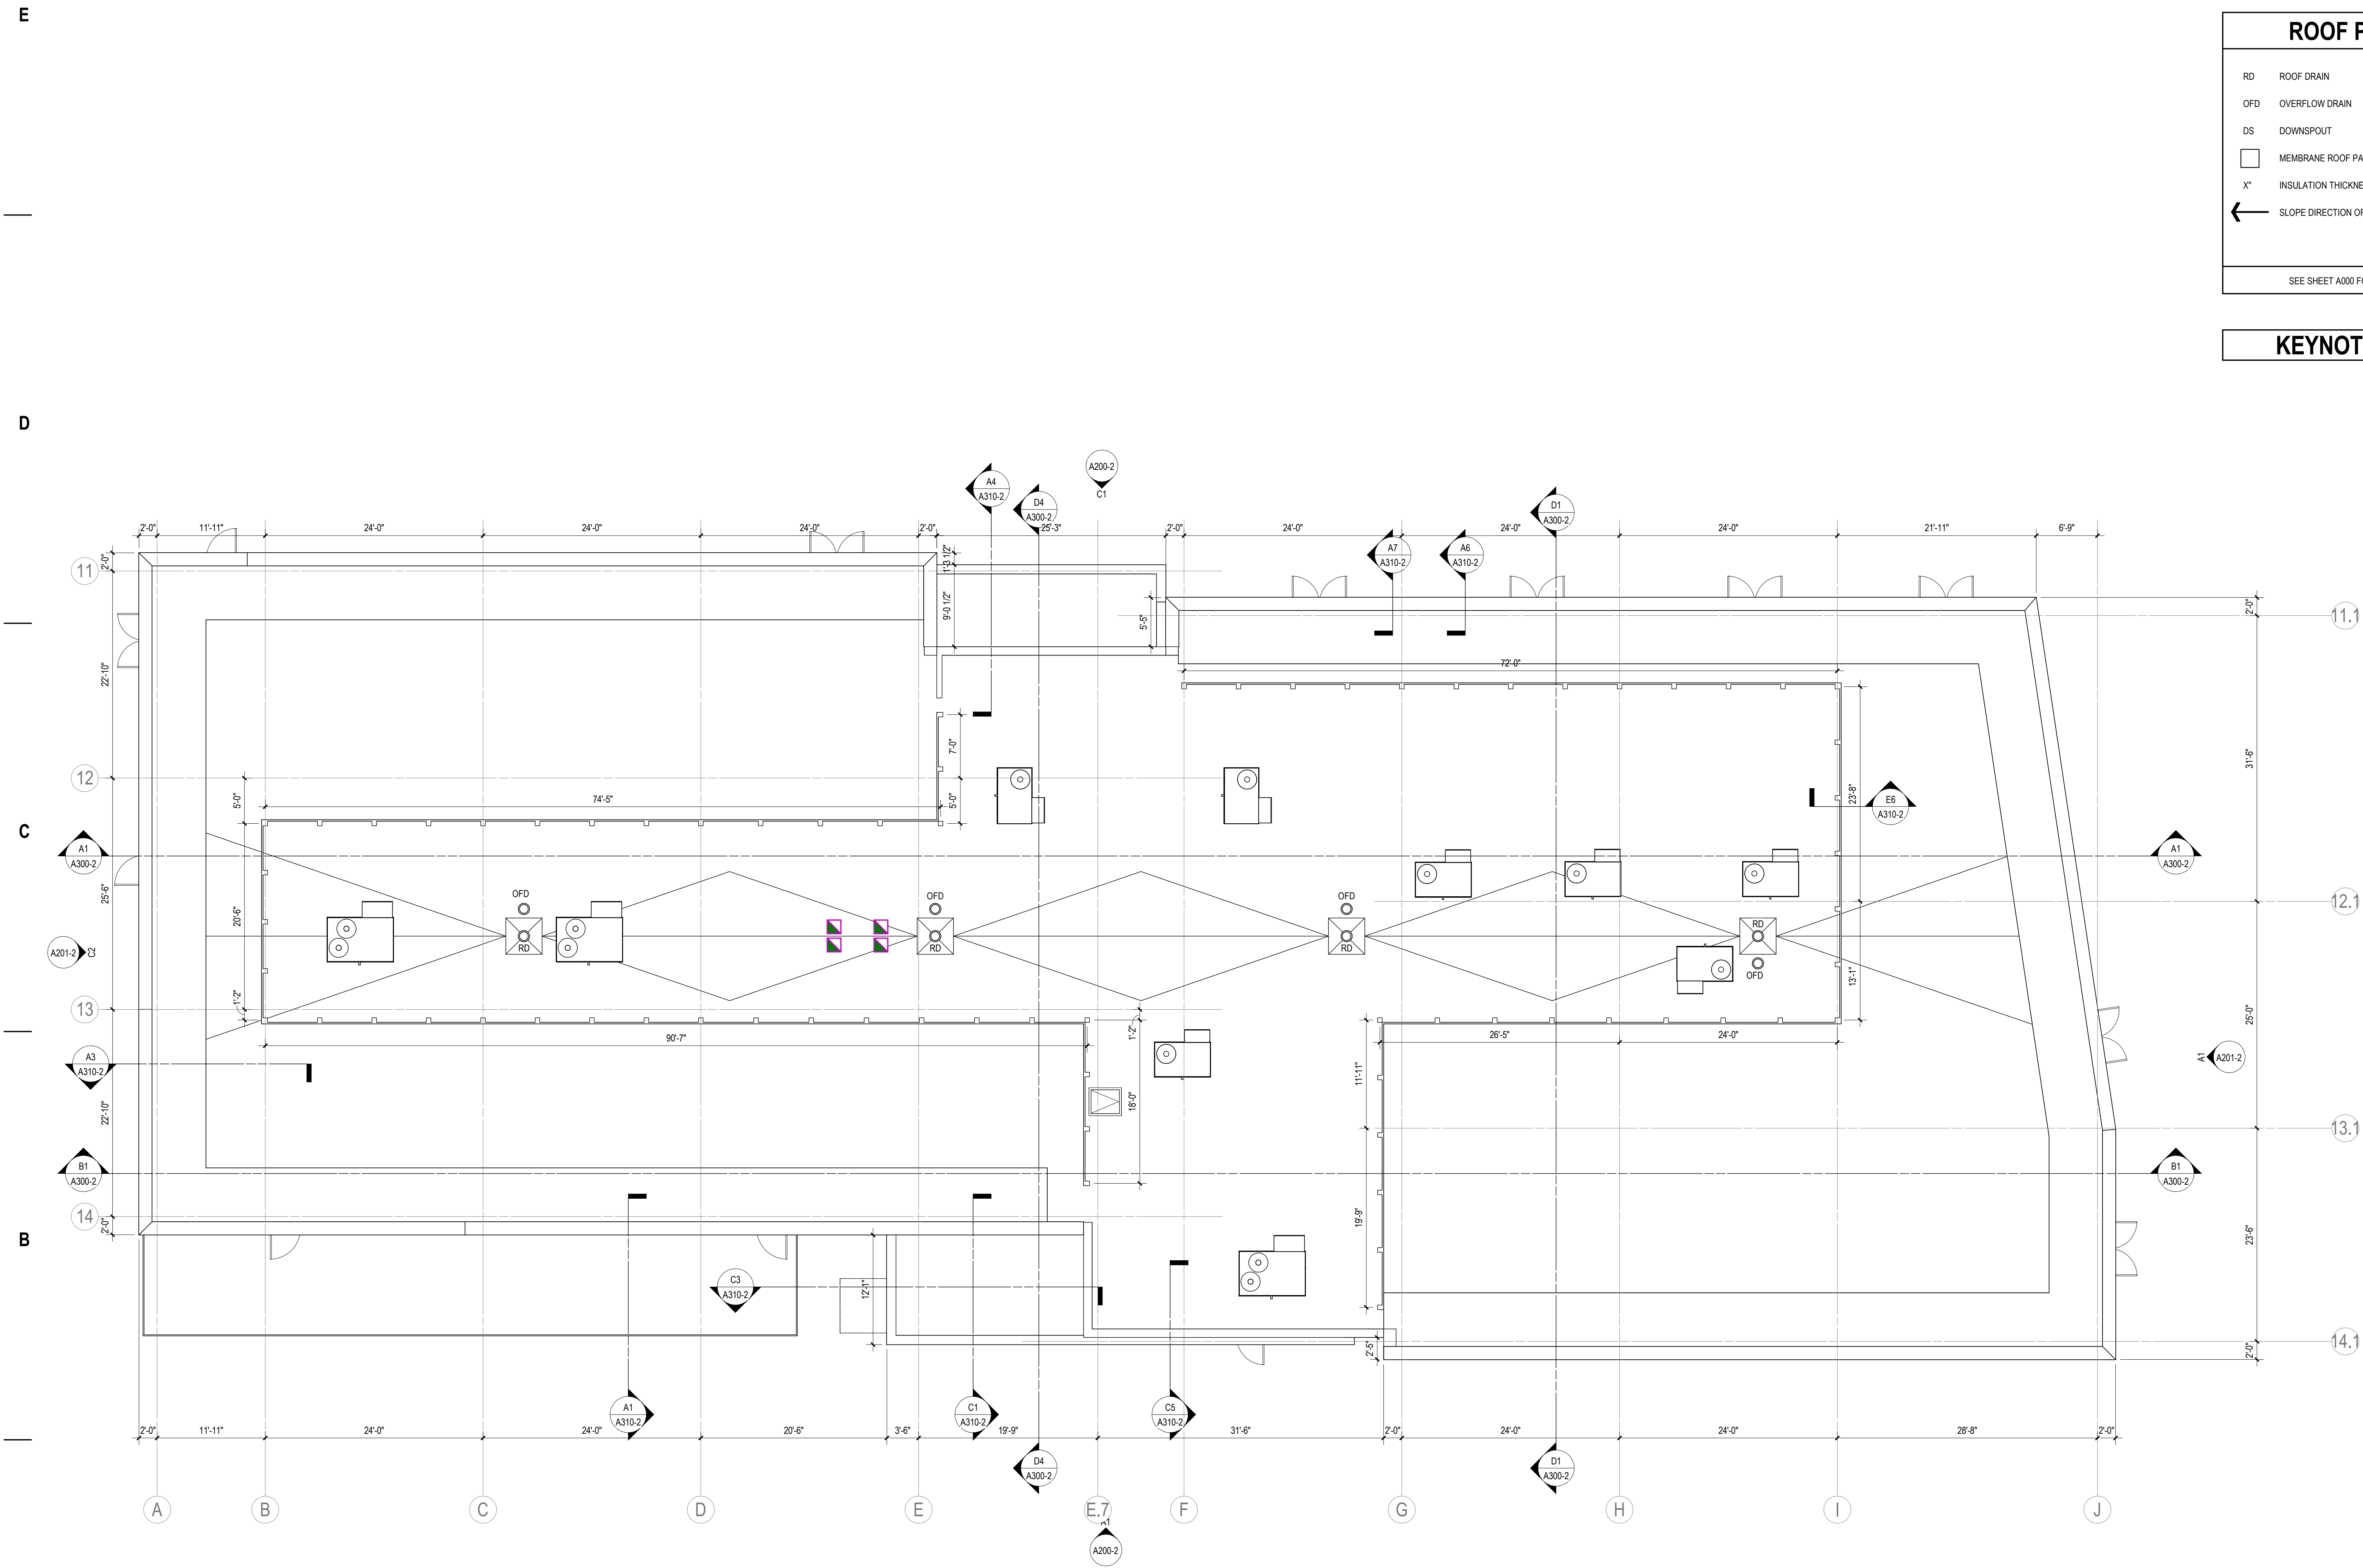 E
ROOF P
RD ROOF DRAIN
OFD OVERFLOW DRAIN
DS DOWNSPOUT
MEMBRANE ROOF PA
X" INSULATION THICKNE
SLOPE DIRECTION OF
SEE SHEET A000 FO
KEYNOT
D
A200-2
C1
A4
A310-2
D4
A300-2
D1
A300-2
2'-0" 11'-11" 24'-0" 24'-0" 24'-0" 2'-0" 25'-3" 2'-0" 24'-0" 24'-0" 24'-0" 21'-11" 6'-9"
A7
A310-2
A6
A310-2
11
2'-0"
1'-3 1/2"
9'-0 1/2"
5'-5"
2'-0"
11.1
22'-10"
72'-0"
7'-0"
31'-6"
12
5'-0"
74'-5"
5'-0"
23'-8"
E6
A310-2
C
A1
A300-2
A1
A300-2
25'-6"
OFD
OFD
OFD
12.1
20'-6"
RD
RD
RD
RD
OFD
A201-2
C2
1'-2"
13'-1"
13
25'-0"
90'-7"
1'-2"
26'-5"
24'-0"
A3
A310-2
A1
A201-2
11'-11"
22'-10"
18'-0"
13.1
B1
A300-2
B1
A300-2
14
2'-0"
19'-9"
23'-6"
B
C3
A310-2
12'-1"
2'-5"
2'-0"
14.1
A1
A310-2
C1
A310-2
C5
A310-2
2'-0" 11'-11" 24'-0" 24'-0" 20'-6" 3'-6" 19'-9" 31'-6" 2'-0" 24'-0" 24'-0" 28'-8" 2'-0"
D4
A300-2
D1
A300-2
A B C D E E.7 F G H I J
A1
A200-2